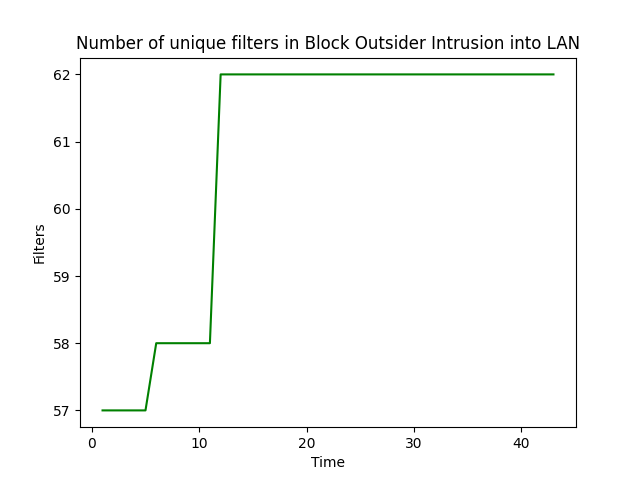 Number of unique filters in Block Outsider Intrusion into LAN
62
61
60
59
58
57
Filters
0 10 20 30 40
Time